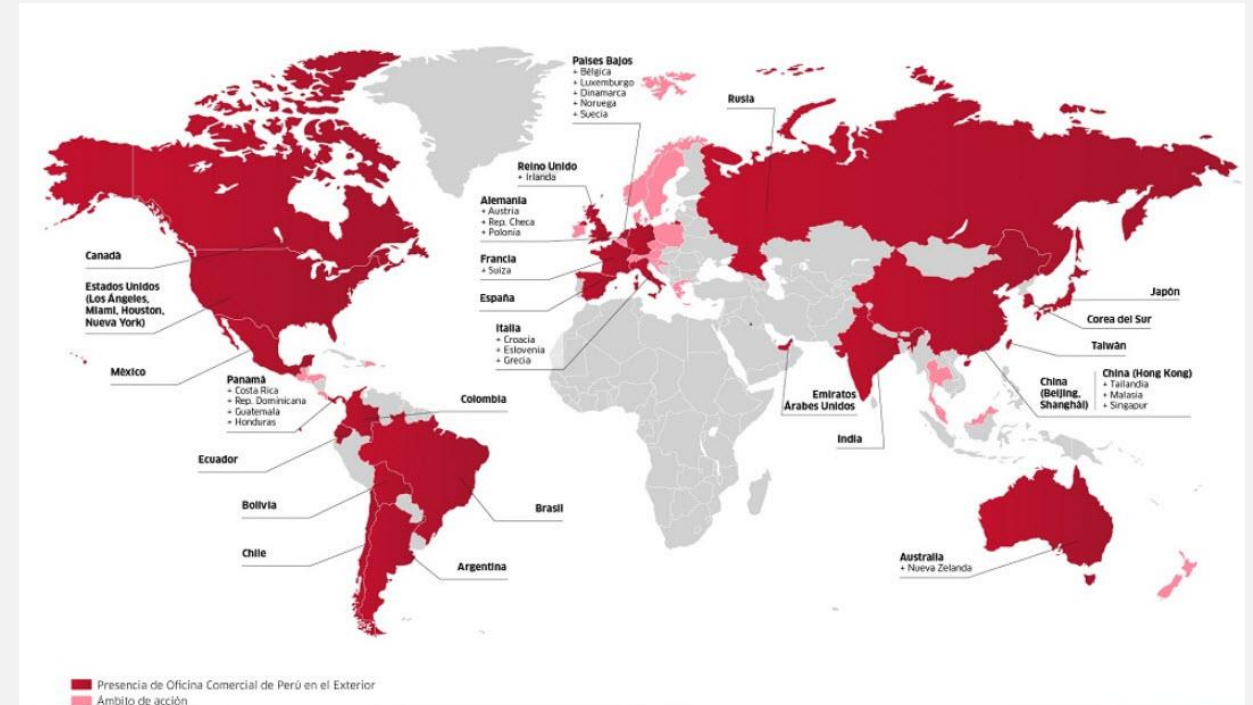 Países Bajos
+ Bélgica
+ Luxemburgo
+ Dinamarca
+ Noruega
+ Suecia
Rusia
Reino Unido
+ Irlanda
Alemania
+ Austria
+ Rep. Checa
+ Polonia
Francia
+ Suiza
España
Italia
+ Croacia
+ Eslovenia
+ Grecia
Canadá
Estados Unidos
(Los Ángeles,
Miami, Houston,
Nueva York)
México
Panamá
+ Costa Rica
+ Rep. Dominicana
+ Guatemala
+ Honduras
Colombia
Ecuador
Bolivia
Brasil
Chile
Argentina
Emiratos
Árabes Unidos
India
Japón
Corea del Sur
Taiwán
China
(Beijing,
Shanghái)
China (Hong Kong)
+ Tailandia
+ Malasia
+ Singapur
Australia
+ Nueva Zelanda
Presencia de Oficina Comercial de Perú en el Exterior
Ámbito de acción